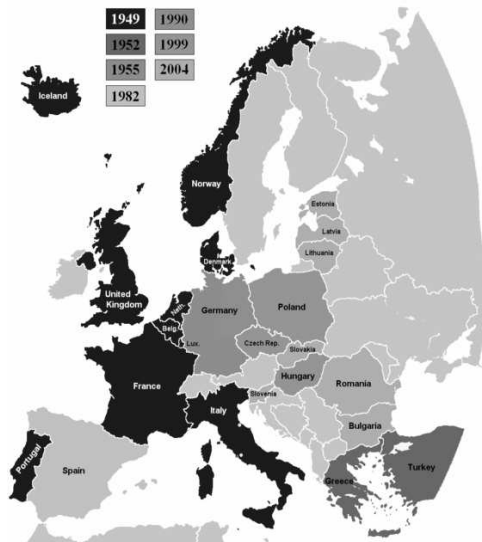 1949 1990
1952 1999
1955 2004
1982
Iceland
Norway
Estonia
Latvia
Lithuania
Denmark
United
Kingdom
Neth.
Germany
Poland
Belg.
Lux.
Czech Rep.
Slovakia
France
Hungary
Romania
Slovenia
Italy
Bulgaria
Portugal
Spain
Greece
Turkey